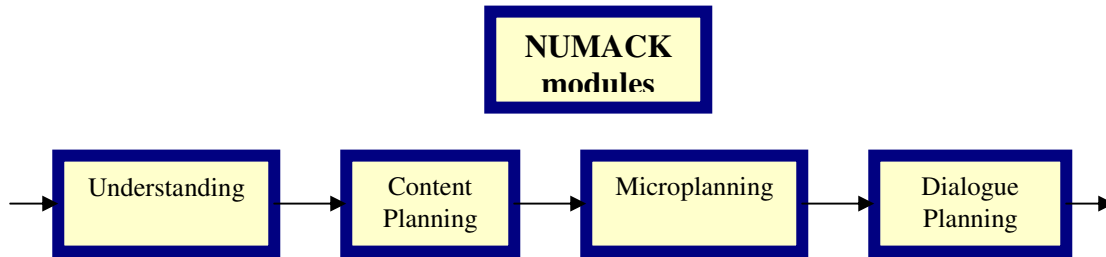 NUMACK
modules
Understanding
Content
Planning
Microplanning
Dialogue
Planning